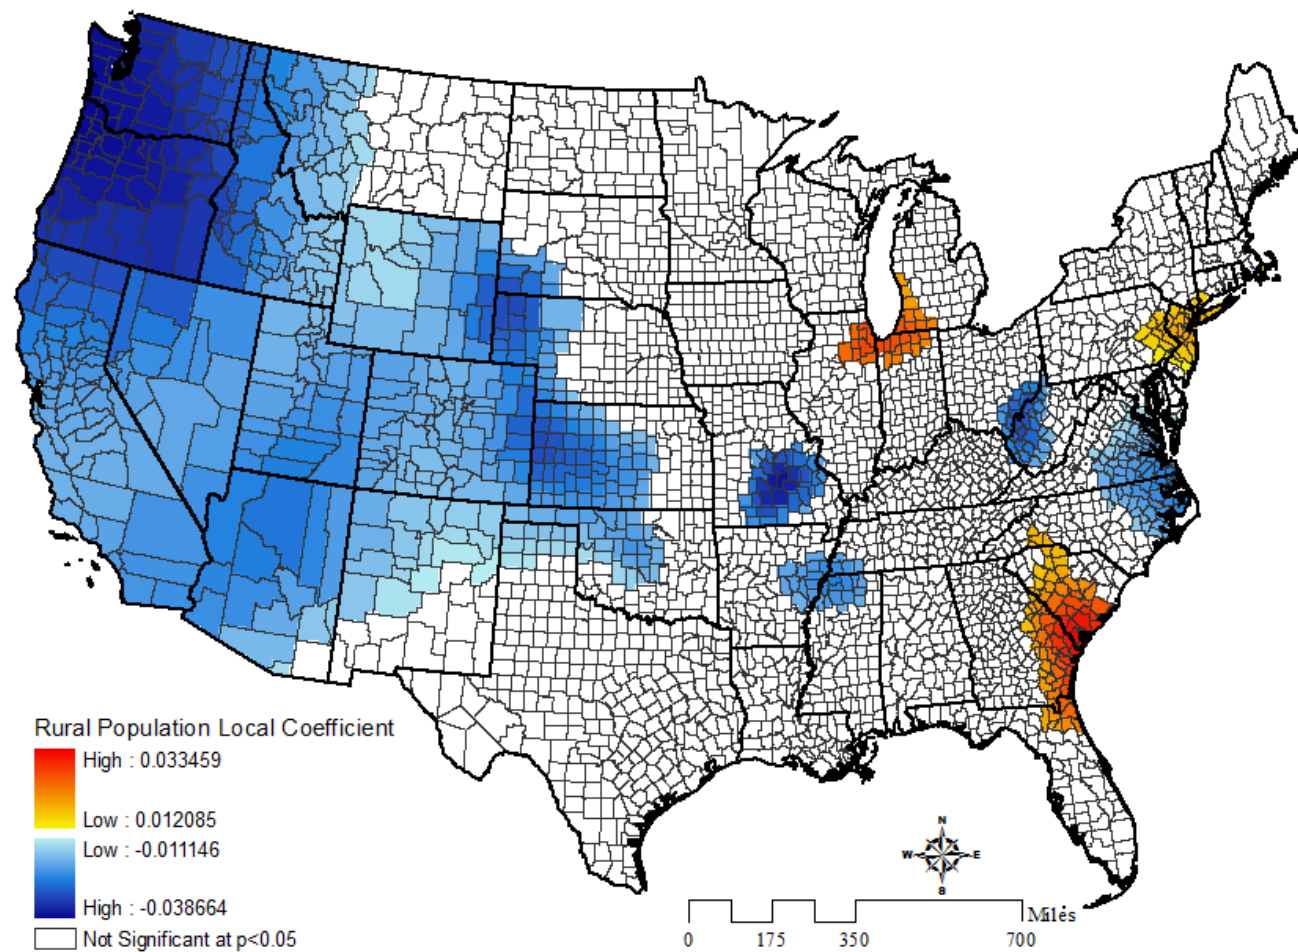 Rural Population Local Coefficient
High : 0.033459
Low : 0.012085
Low : -0.011146
High : -0.038664
Not Significant at p<0.05
N
W E
S
Miles
0 175 350 700